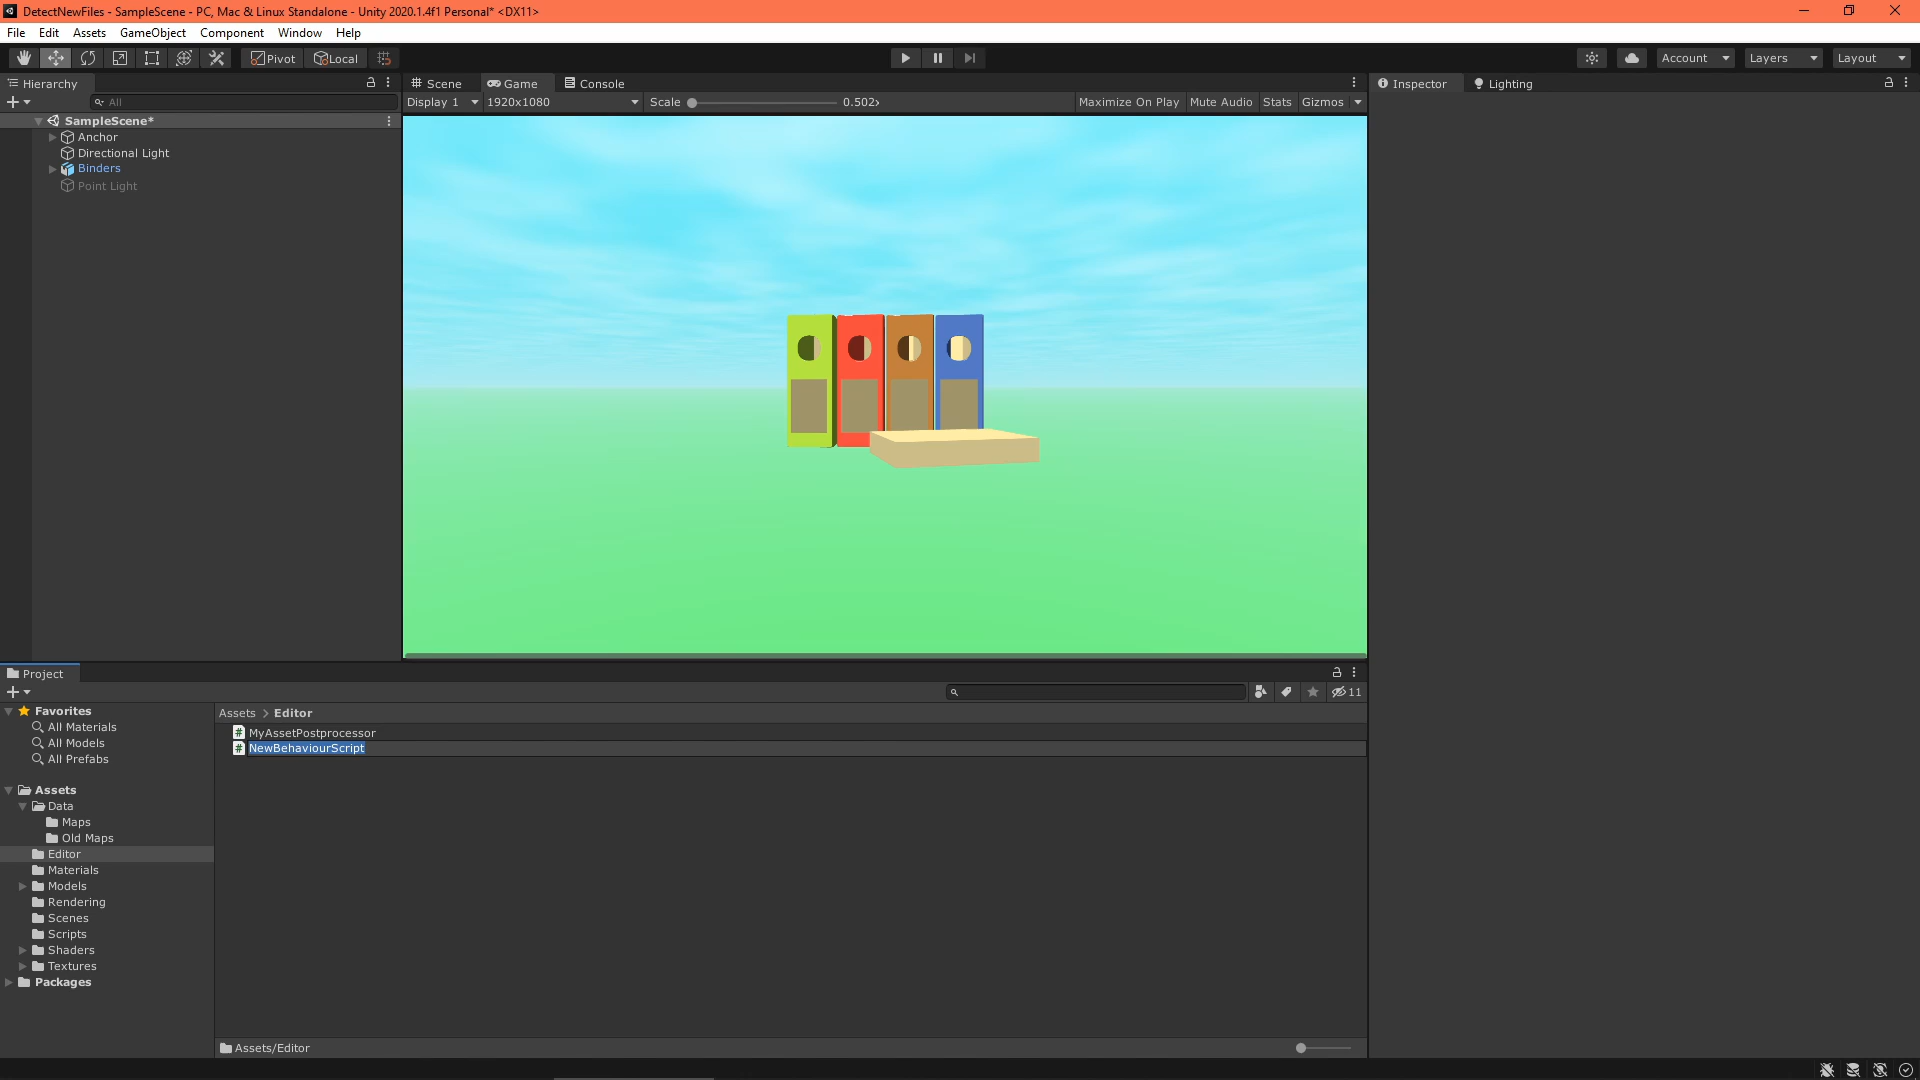 DetectNewFiles - SampleScene - PC, Mac & Linux Standalone - Unity 2020.1.4f1 Personal* <DX11>
File Edit Assets GameObject Component Window Help
Pivot Local Account Layers Layout
Hierarchy
All
SampleScene*
Anchor
Directional Light
Binders
Point Light
Scene Game Console
Display 1 1920x1080 Scale 0.502x Maximize On Play Mute Audio Stats Gizmos
Inspector Lighting
Project
11
Favorites
All Materials
All Models
All Prefabs
Assets
Data
Maps
Old Maps
Editor
Materials
Models
Rendering
Scenes
Scripts
Shaders
Textures
Packages
Assets > Editor
MyAssetPostprocessor
NewBehaviourScript
Assets/Editor